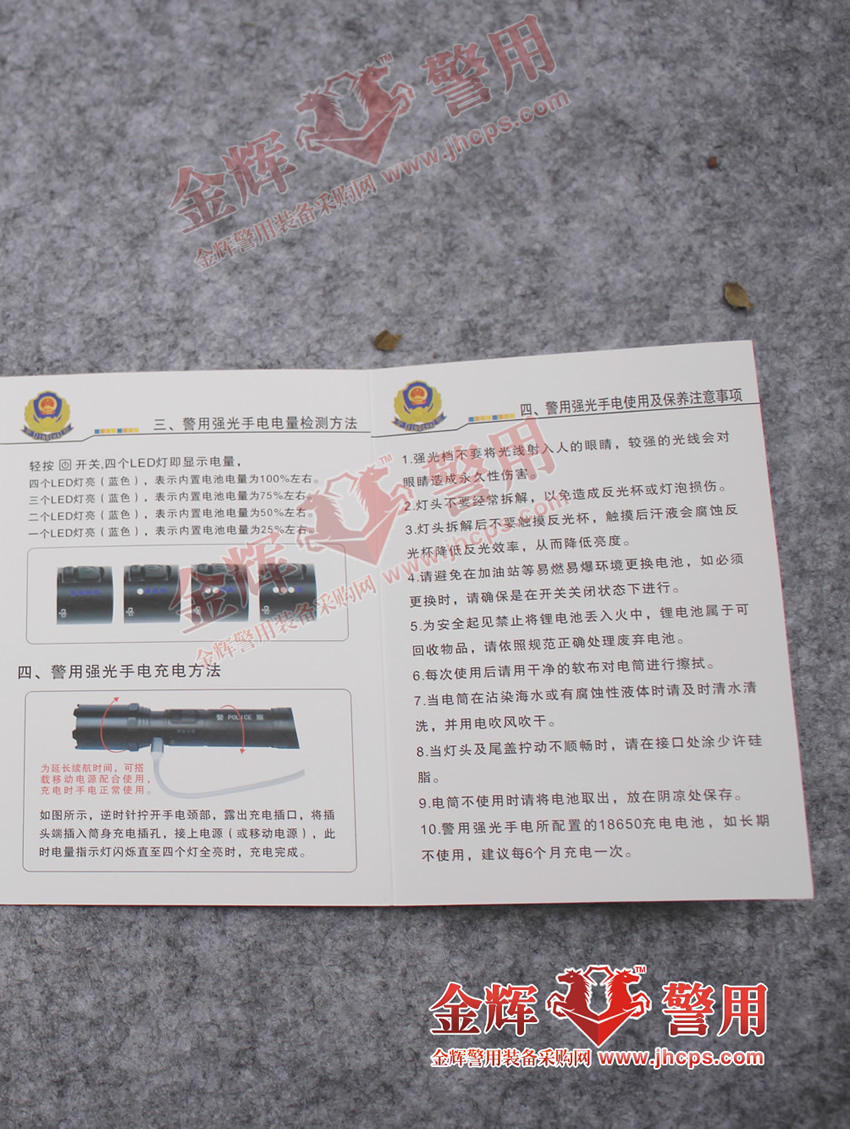 金辉 警用
TM
金辉警用装备采购网 www.jhcps.com
三、警用强光手电电量检测方法
轻按 开关,四个LED灯即显示电量，
四个LED灯亮（蓝色），表示内置电池电量为100%左右。
三个LED灯亮（蓝色），表示内置电池电量为75%左右。
二个LED灯亮（蓝色），表示内置电池电量为50%左右。
一个LED灯亮（蓝色），表示内置电池电量为25%左右。
四、警用强光手电充电方法
警 POLICE
为延长续航时间，可搭
载移动电源配合使用，
充电时手电正常使用。
如图所示，逆时针拧开手电颈部，露出充电插口，将插
头端插入筒身充电插孔，接上电源（或移动电源），此
时电量指示灯闪烁直至四个灯全亮时，充电完成。
四、警用强光手电使用及保养注意事项
1.强光档不要将光线射入人的眼睛，较强的光线会对
眼睛造成永久性伤害。
2.灯头不要经常拆解，以免造成反光杯或灯泡损伤。
3.灯头拆解后不要触摸反光杯，触摸后汗液会腐蚀反
光杯降低反光效率，从而降低亮度。
4.请避免在加油站等易燃易爆环境更换电池，如必须
更换时，请确保是在开关关闭状态下进行。
5.为安全起见禁止将锂电池丢入火中，锂电池属于可
回收物品，请依照规范正确处理废弃电池。
6.每次使用后请用干净的软布对电筒进行擦拭。
7.当电筒在沾染海水或有腐蚀性液体时请及时清水清
洗，并用电吹风吹干。
8.当灯头及尾盖拧动不顺畅时，请在接口处涂少许硅
脂。
9.电筒不使用时请将电池取出，放在阴凉处保存。
10.警用强光手电所配置的18650充电电池，如长期
不使用，建议每6个月充电一次。
金辉 警用
TM
金辉警用装备采购网 www.jhcps.com
金辉 警用
TM
金辉警用装备采购网 www.jhcps.com